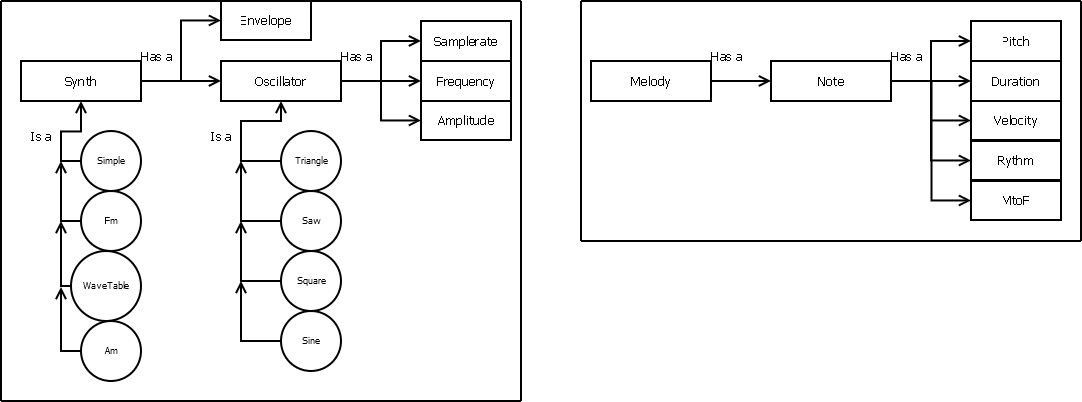 Envelope
Has a
Has a
Samplerate
Synth
Oscillator
Frequency
Amplitude
Is a
Is a
Simple
Triangle
Fm
Saw
WaveTable
Square
Am
Sine
Has a
Has a
Pitch
Melody
Note
Duration
Velocity
Rythm
MtoF